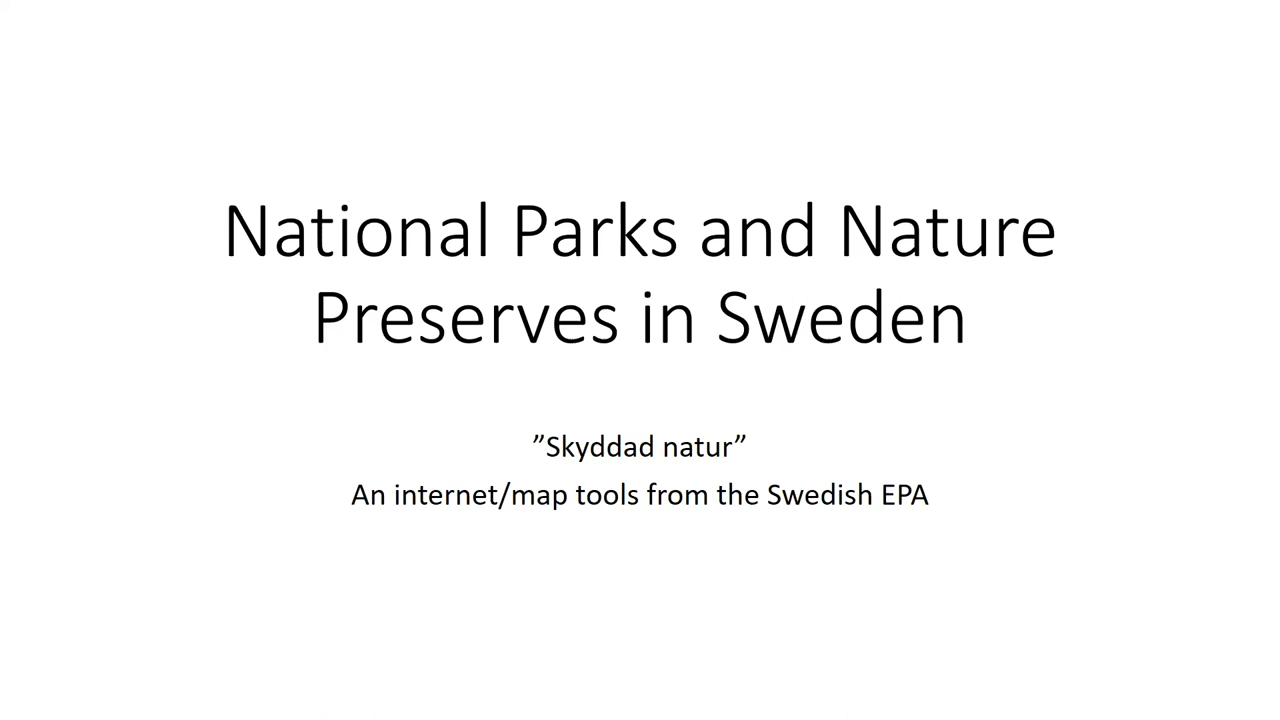 National Parks and Nature
Preserves in Sweden
”Skyddad natur”
An internet/map tools from the Swedish EPA